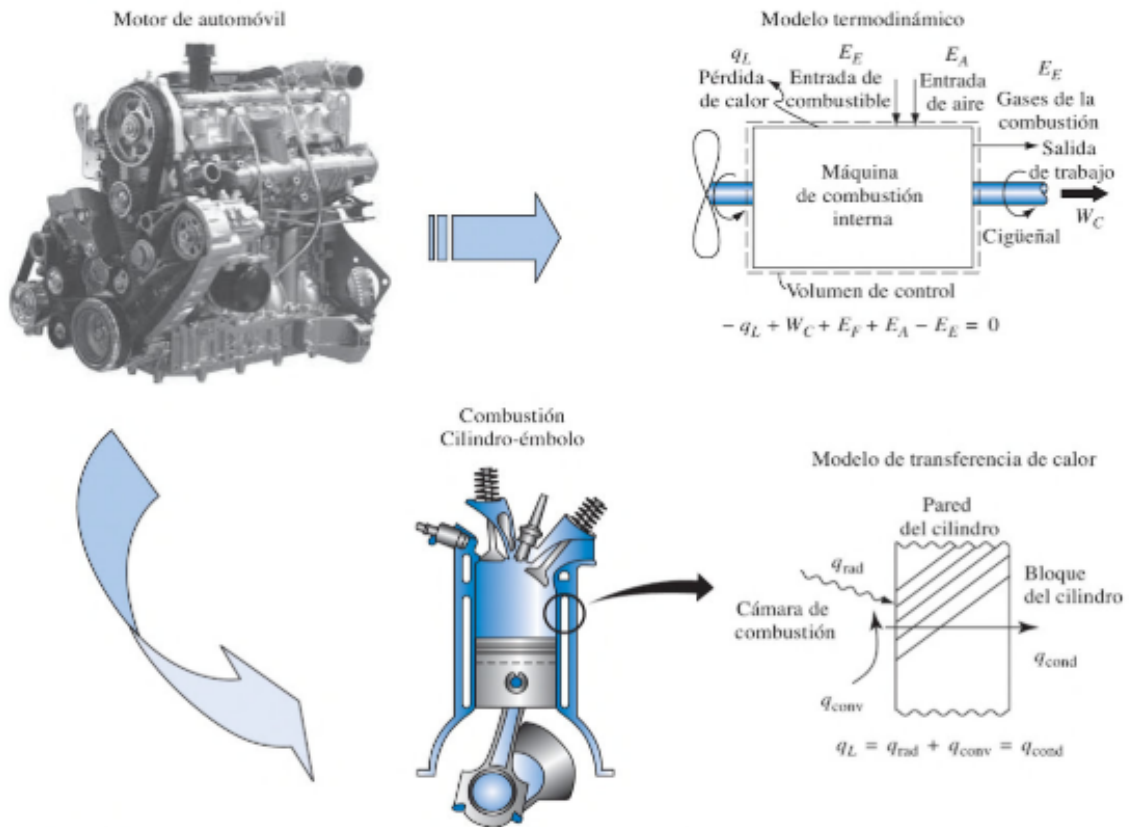 Motor de automóvil
Modelo termodinámico
q_L
Pérdida
de calor
E_E
Entrada de
combustible
E_A
Entrada
de aire
E_E
Gases de la
combustión
Salida
de trabajo
W_C
Máquina
de combustión
interna
Cigüeñal
Volumen de control
− q_L + W_C + E_F + E_A − E_E = 0
Combustión
Cilindro-émbolo
Modelo de transferencia de calor
Pared
del cilindro
q_rad
Bloque
del cilindro
Cámara de
combustión
q_cond
q_conv
q_L = q_rad + q_conv = q_cond